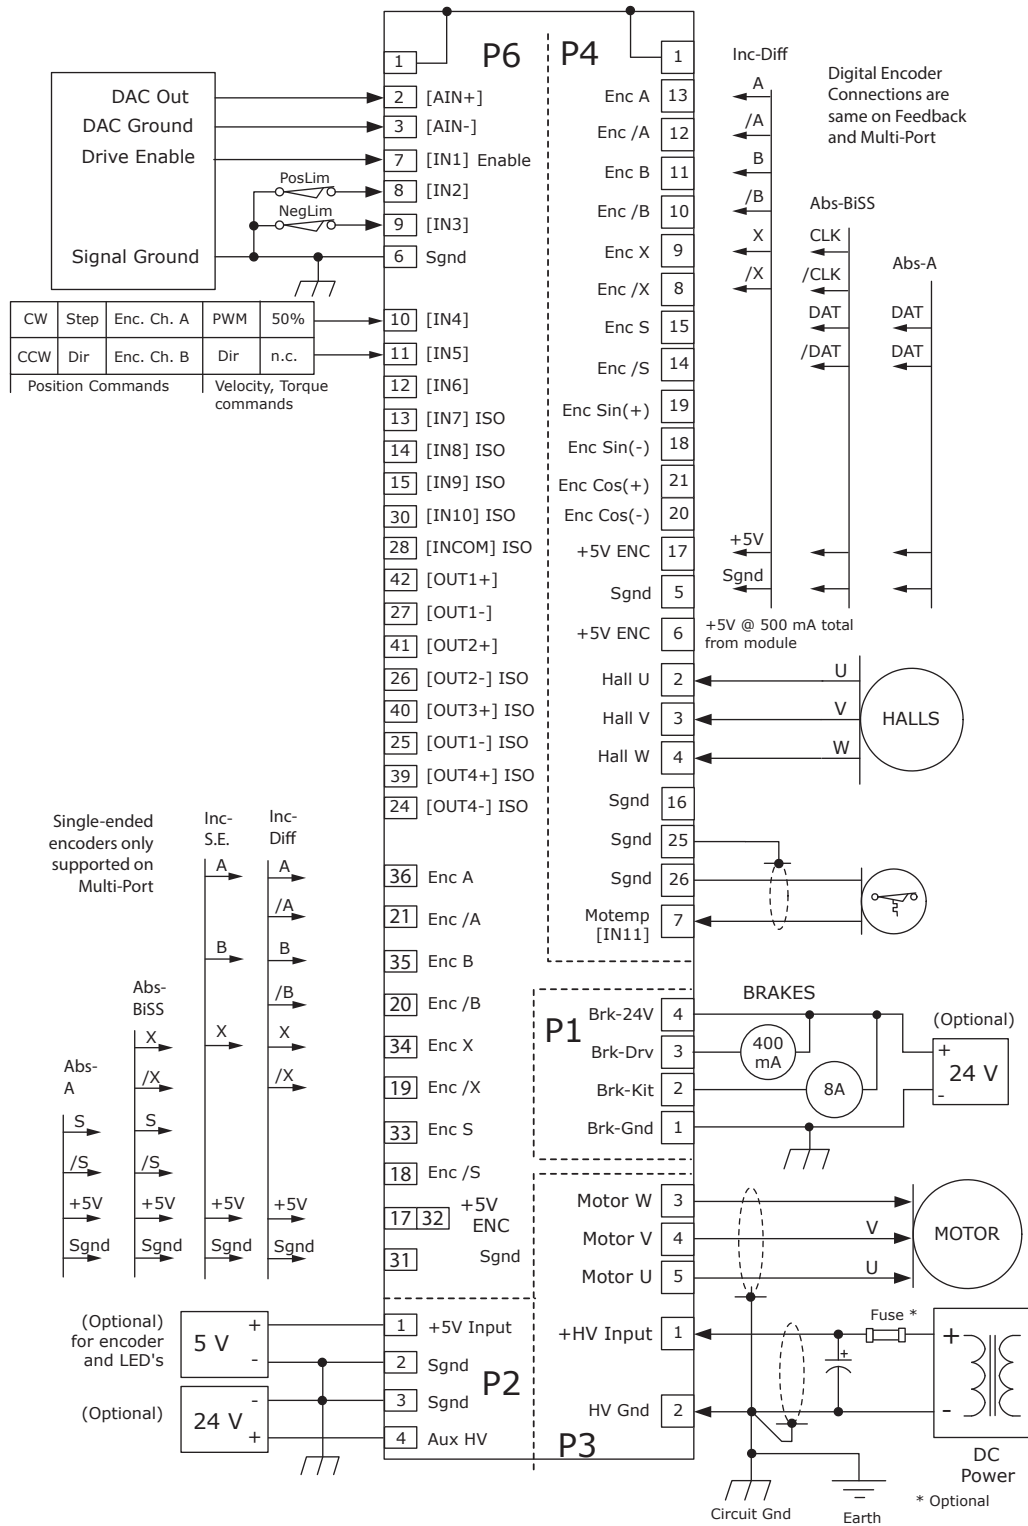 P6
P4
1
1
Inc-Diff
Digital Encoder
Connections are
same on Feedback
and Multi-Port
DAC Out
2 [AIN+]
DAC Ground
3 [AIN-]
Drive Enable
7 [IN1] Enable
PosLim
8 [IN2]
NegLim
9 [IN3]
Signal Ground
6 Sgnd
CW Step Enc. Ch. A PWM 50%
10 [IN4]
CCW Dir Enc. Ch. B Dir n.c.
11 [IN5]
Position Commands
Velocity, Torque
commands
12 [IN6]
13 [IN7] ISO
14 [IN8] ISO
15 [IN9] ISO
30 [IN10] ISO
28 [INCOM] ISO
42 [OUT1+]
27 [OUT1-]
41 [OUT2+]
26 [OUT2-] ISO
40 [OUT3+] ISO
25 [OUT1-] ISO
39 [OUT4+] ISO
24 [OUT4-] ISO
Enc A 13 A
Enc /A 12 /A
Enc B 11 B
Enc /B 10 /B
Abs-BiSS
Enc X 9 X CLK
Abs-A
Enc /X 8 /X /CLK
Enc S 15 DAT DAT
Enc /S 14 /DAT DAT
Enc Sin(+) 19
Enc Sin(-) 18
Enc Cos(+) 21
Enc Cos(-) 20
+5V ENC 17 +5V
Sgnd 5 Sgnd
+5V ENC 6
+5V @ 500 mA total
from module
Hall U 2 U
Hall V 3 V
HALLS
Hall W 4 W
Sgnd 16
Sgnd 25
Sgnd 26
Motemp
[IN11]
7
Single-ended
encoders only
supported on
Multi-Port
Inc-
S.E.
Inc-
Diff
A A
36 Enc A
/A
21 Enc /A
B B
35 Enc B
Abs-
BiSS
/B
20 Enc /B
X X X
34 Enc X
Abs-
A
/X /X
19 Enc /X
S S
33 Enc S
/S /S
18 Enc /S
+5V +5V +5V +5V
17 32 +5V
ENC
Sgnd Sgnd Sgnd Sgnd
31 Sgnd
P1
BRAKES
Brk-24V 4
(Optional)
Brk-Drv 3
400
mA
+
24 V
-
Brk-Kit 2
8A
Brk-Gnd 1
Motor W 3
Motor V 4 V
MOTOR
Motor U 5 U
(Optional)
for encoder
and LED's
5 V
+
-
1 +5V Input
2 Sgnd
P2
(Optional)
24 V
-
+
3 Sgnd
4 Aux HV
Fuse *
+HV Input 1
+
+
HV Gnd 2
-
P3
DC
Power
* Optional
Circuit Gnd
Earth